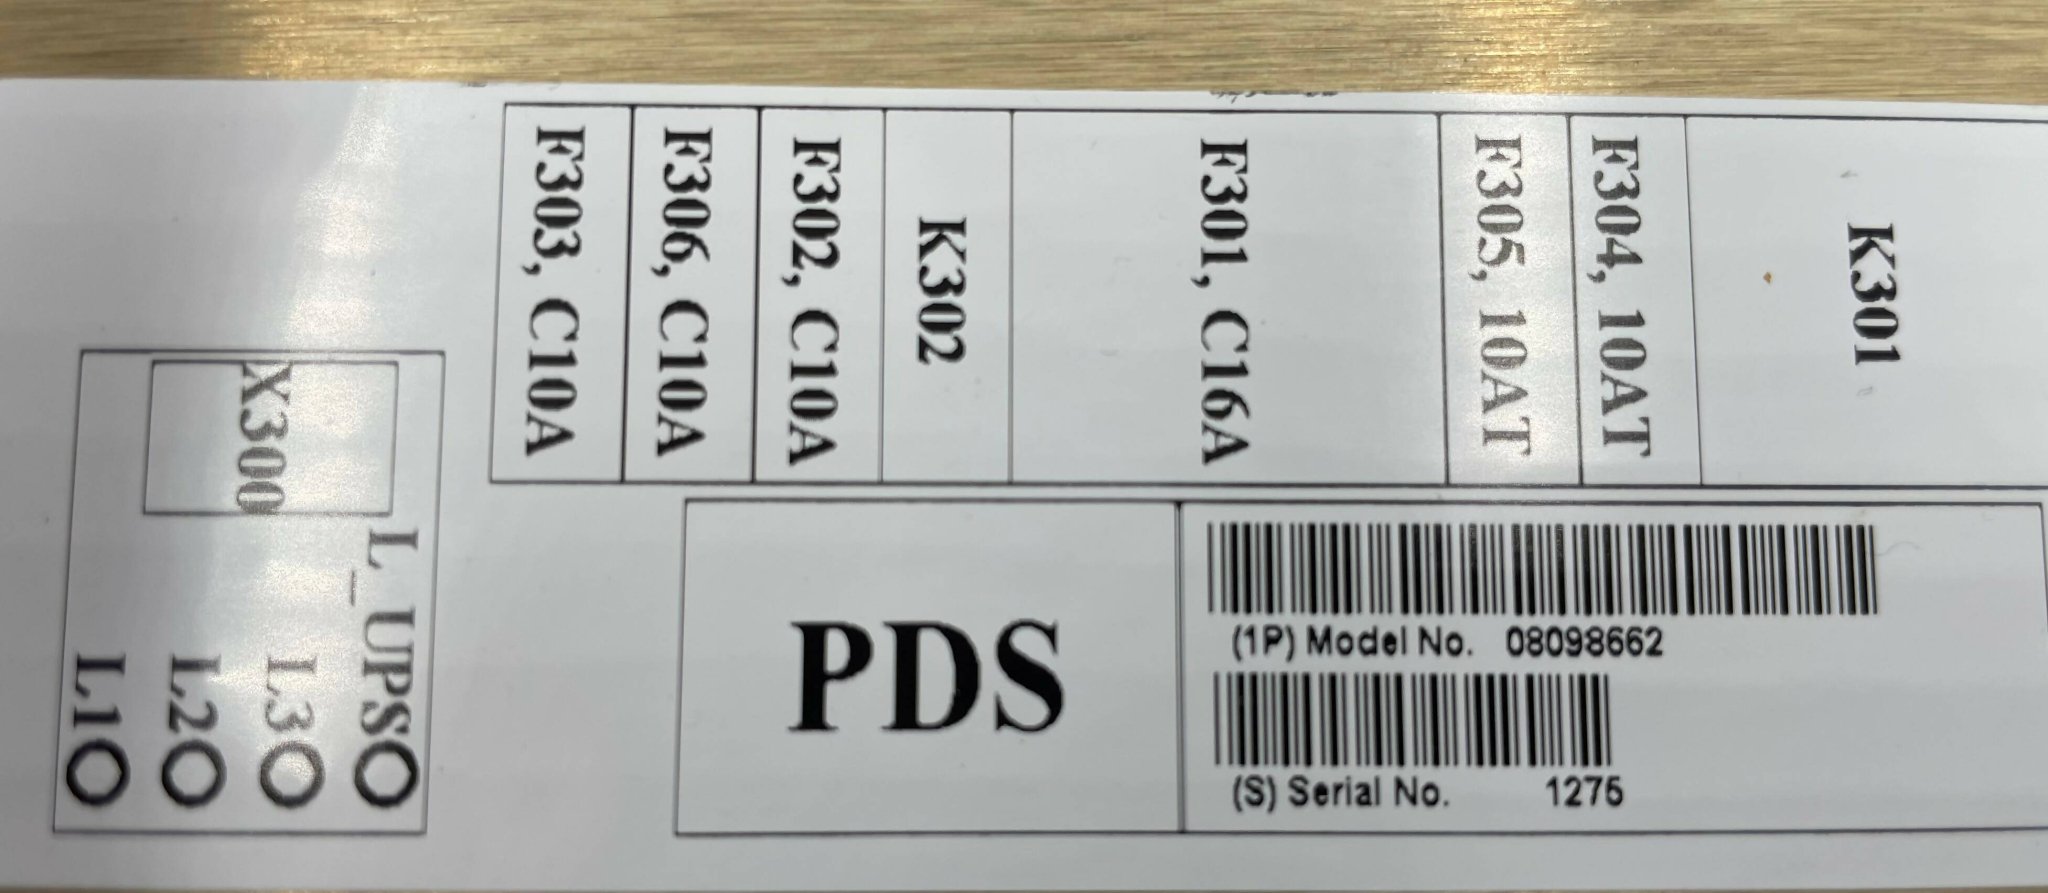 F303, C10A
F306, C10A
F302, C10A
K302
F301, C16A
F305, 10AT
F304, 10AT
K301
X300
L_UPS
L3
L2
L1
PDS
(1P) Model No. 08098662
(S) Serial No. 1275